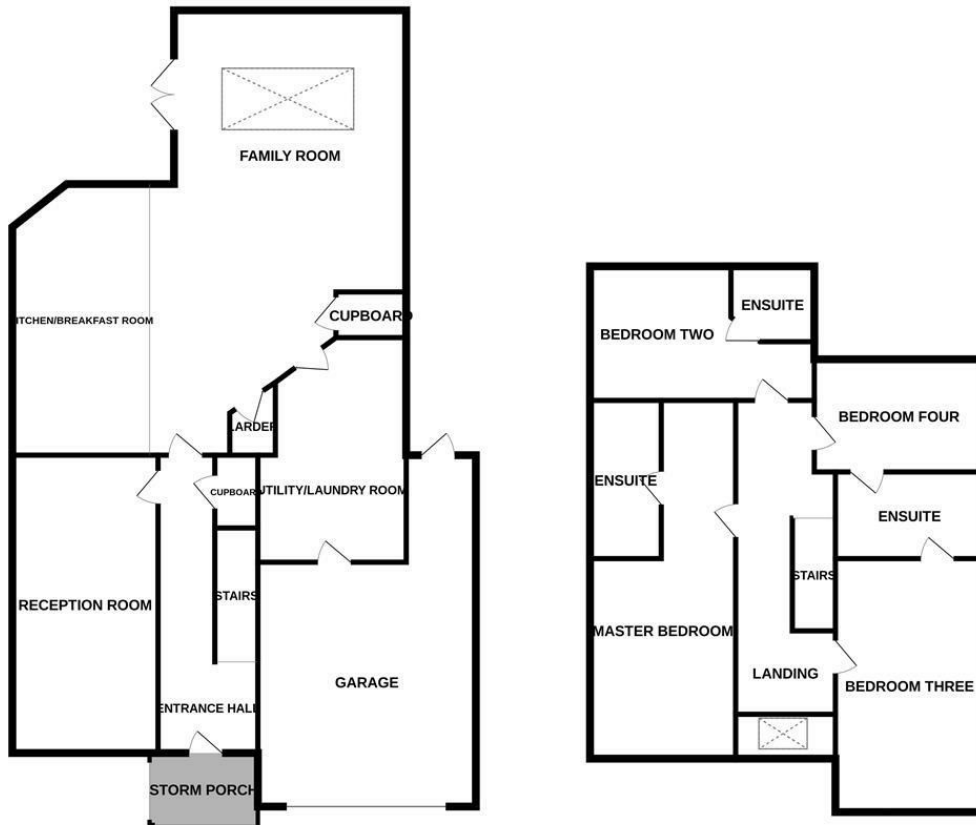 FAMILY ROOM
CUPBOARD
ITCHEN/BREAKFAST ROOM
LARDER
CUPBOARD
UTILITY/LAUNDRY ROOM
STAIRS
RECEPTION ROOM
GARAGE
ENTRANCE HALL
STORM PORCH
ENSUITE
BEDROOM TWO
BEDROOM FOUR
ENSUITE
ENSUITE
STAIRS
MASTER BEDROOM
LANDING
BEDROOM THREE